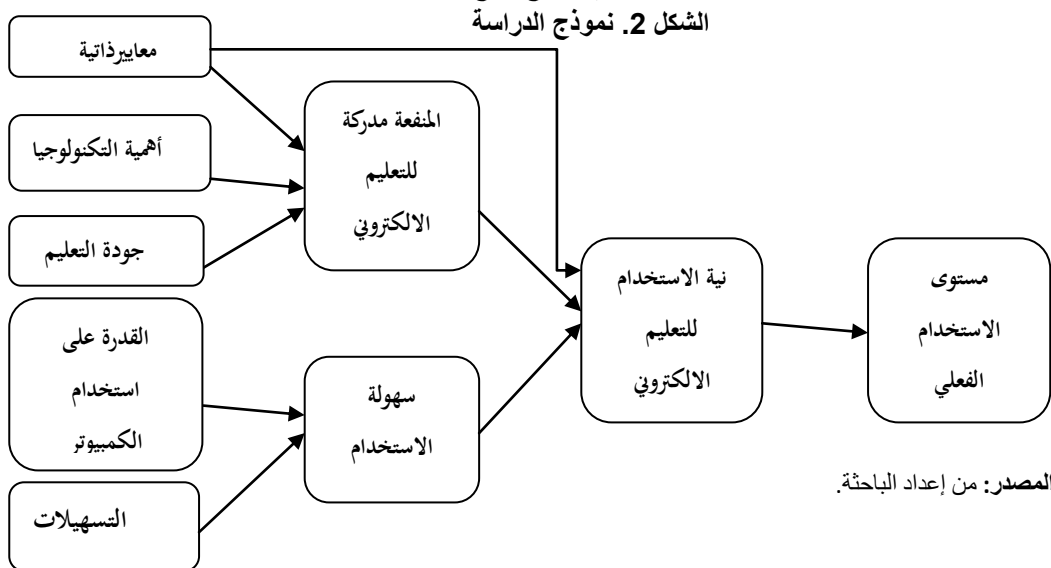 الشكل 2. نموذج الدراسة
معاييرذاتية
أهمية التكنولوجيا
جودة التعليم
القدرة على
استخدام
الكمبيوتر
التسهيلات
المنفعة مدركة
للتعليم
الالكتروني
سهولة
الاستخدام
نية الاستخدام
للتعليم
الالكتروني
مستوى
الاستخدام
الفعلي
المصدر: من إعداد الباحثة.